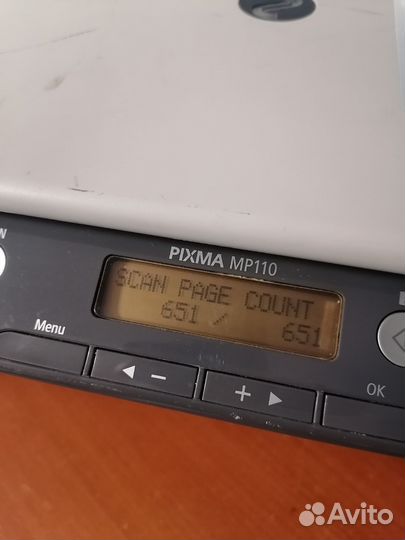 N
PIXMA MP110
SCAN PAGE COUNT
651 651
Menu
◄ −
+ ►
OK
Avito